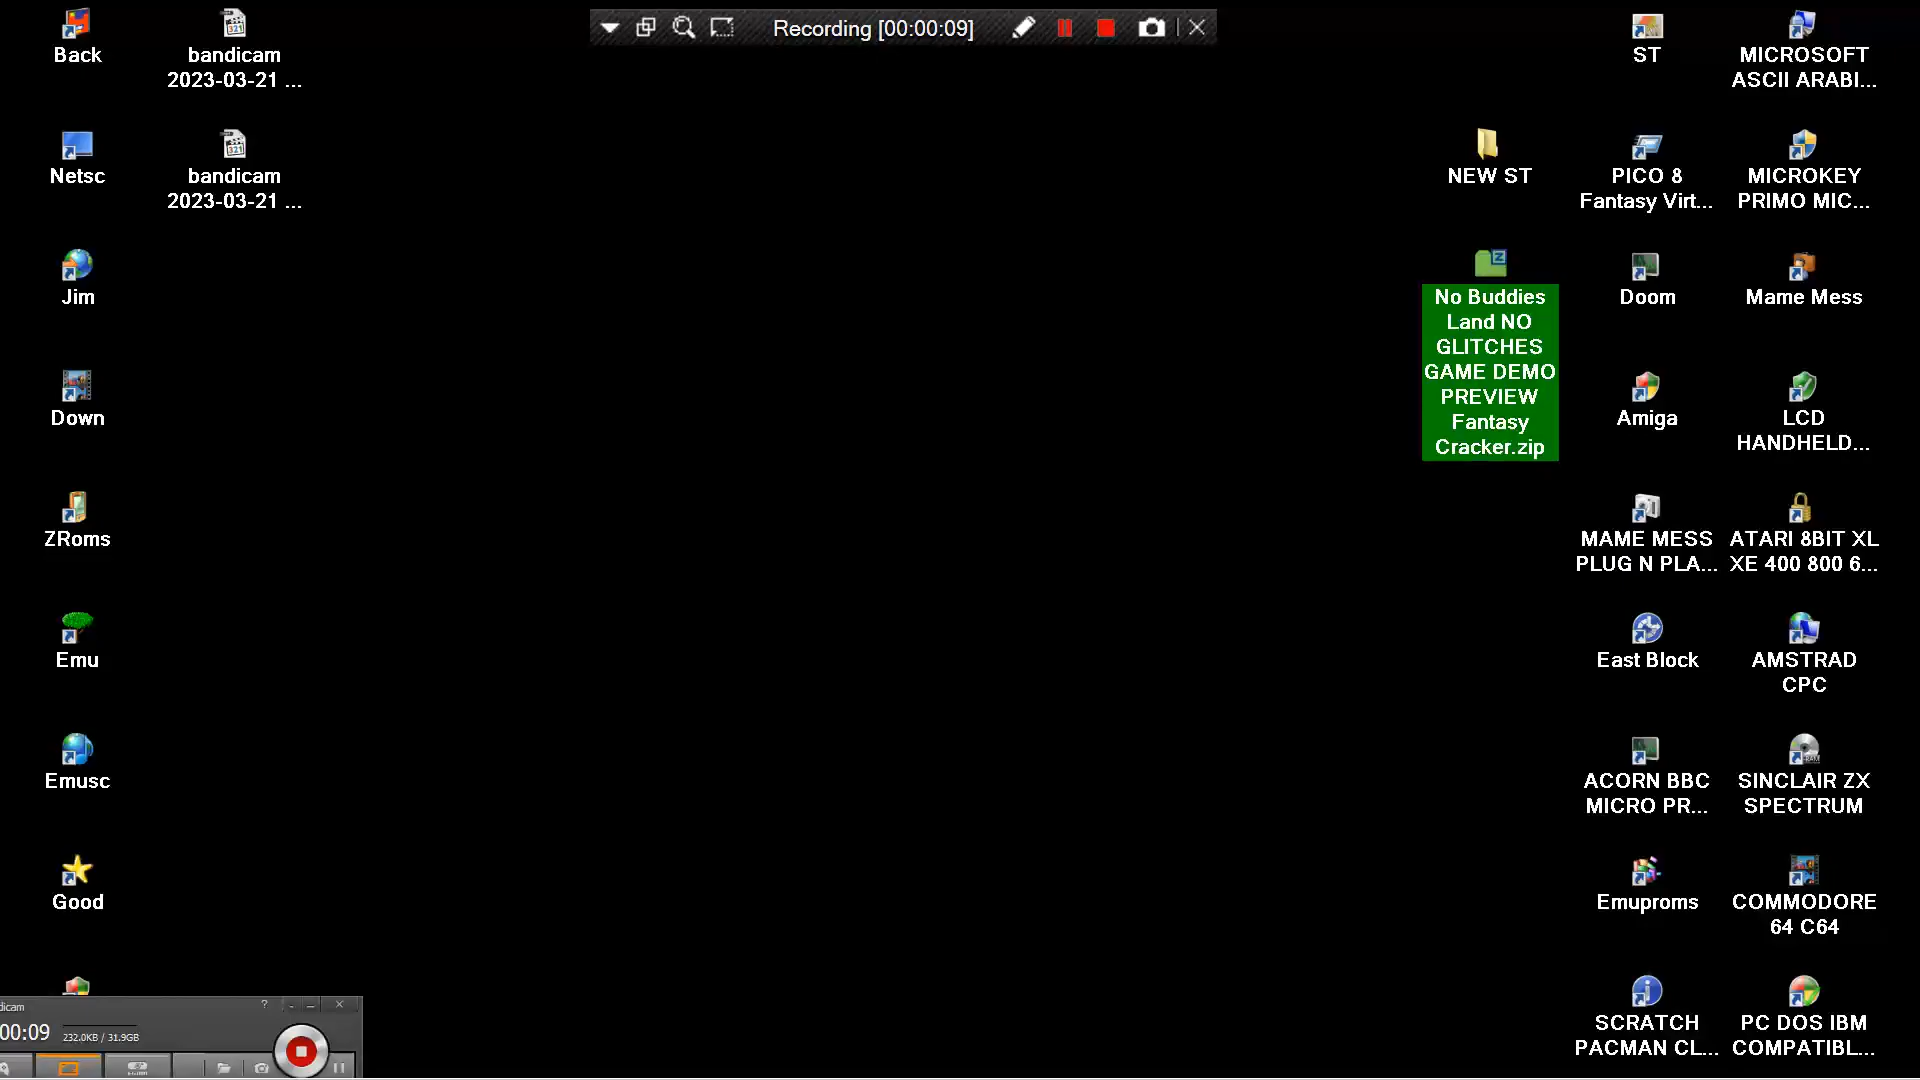 Recording [00:00:09]
Back
bandicam
2023-03-21 ...
ST
MICROSOFT
ASCII ARABI...
Netsc
bandicam
2023-03-21 ...
NEW ST
PICO 8
Fantasy Virt...
MICROKEY
PRIMO MIC...
Jim
No Buddies
Land NO
GLITCHES
GAME DEMO
PREVIEW
Fantasy
Cracker.zip
Doom
Mame Mess
Down
Amiga
LCD
HANDHELD...
ZRoms
MAME MESS
PLUG N PLA...
ATARI 8BIT XL
XE 400 800 6...
Emu
East Block
AMSTRAD
CPC
Emusc
ACORN BBC
MICRO PR...
SINCLAIR ZX
SPECTRUM
Good
Emuproms
COMMODORE
64 C64
SCRATCH
PACMAN CL...
PC DOS IBM
COMPATIBL...
dicam
00:09
232.0KB / 31.9GB